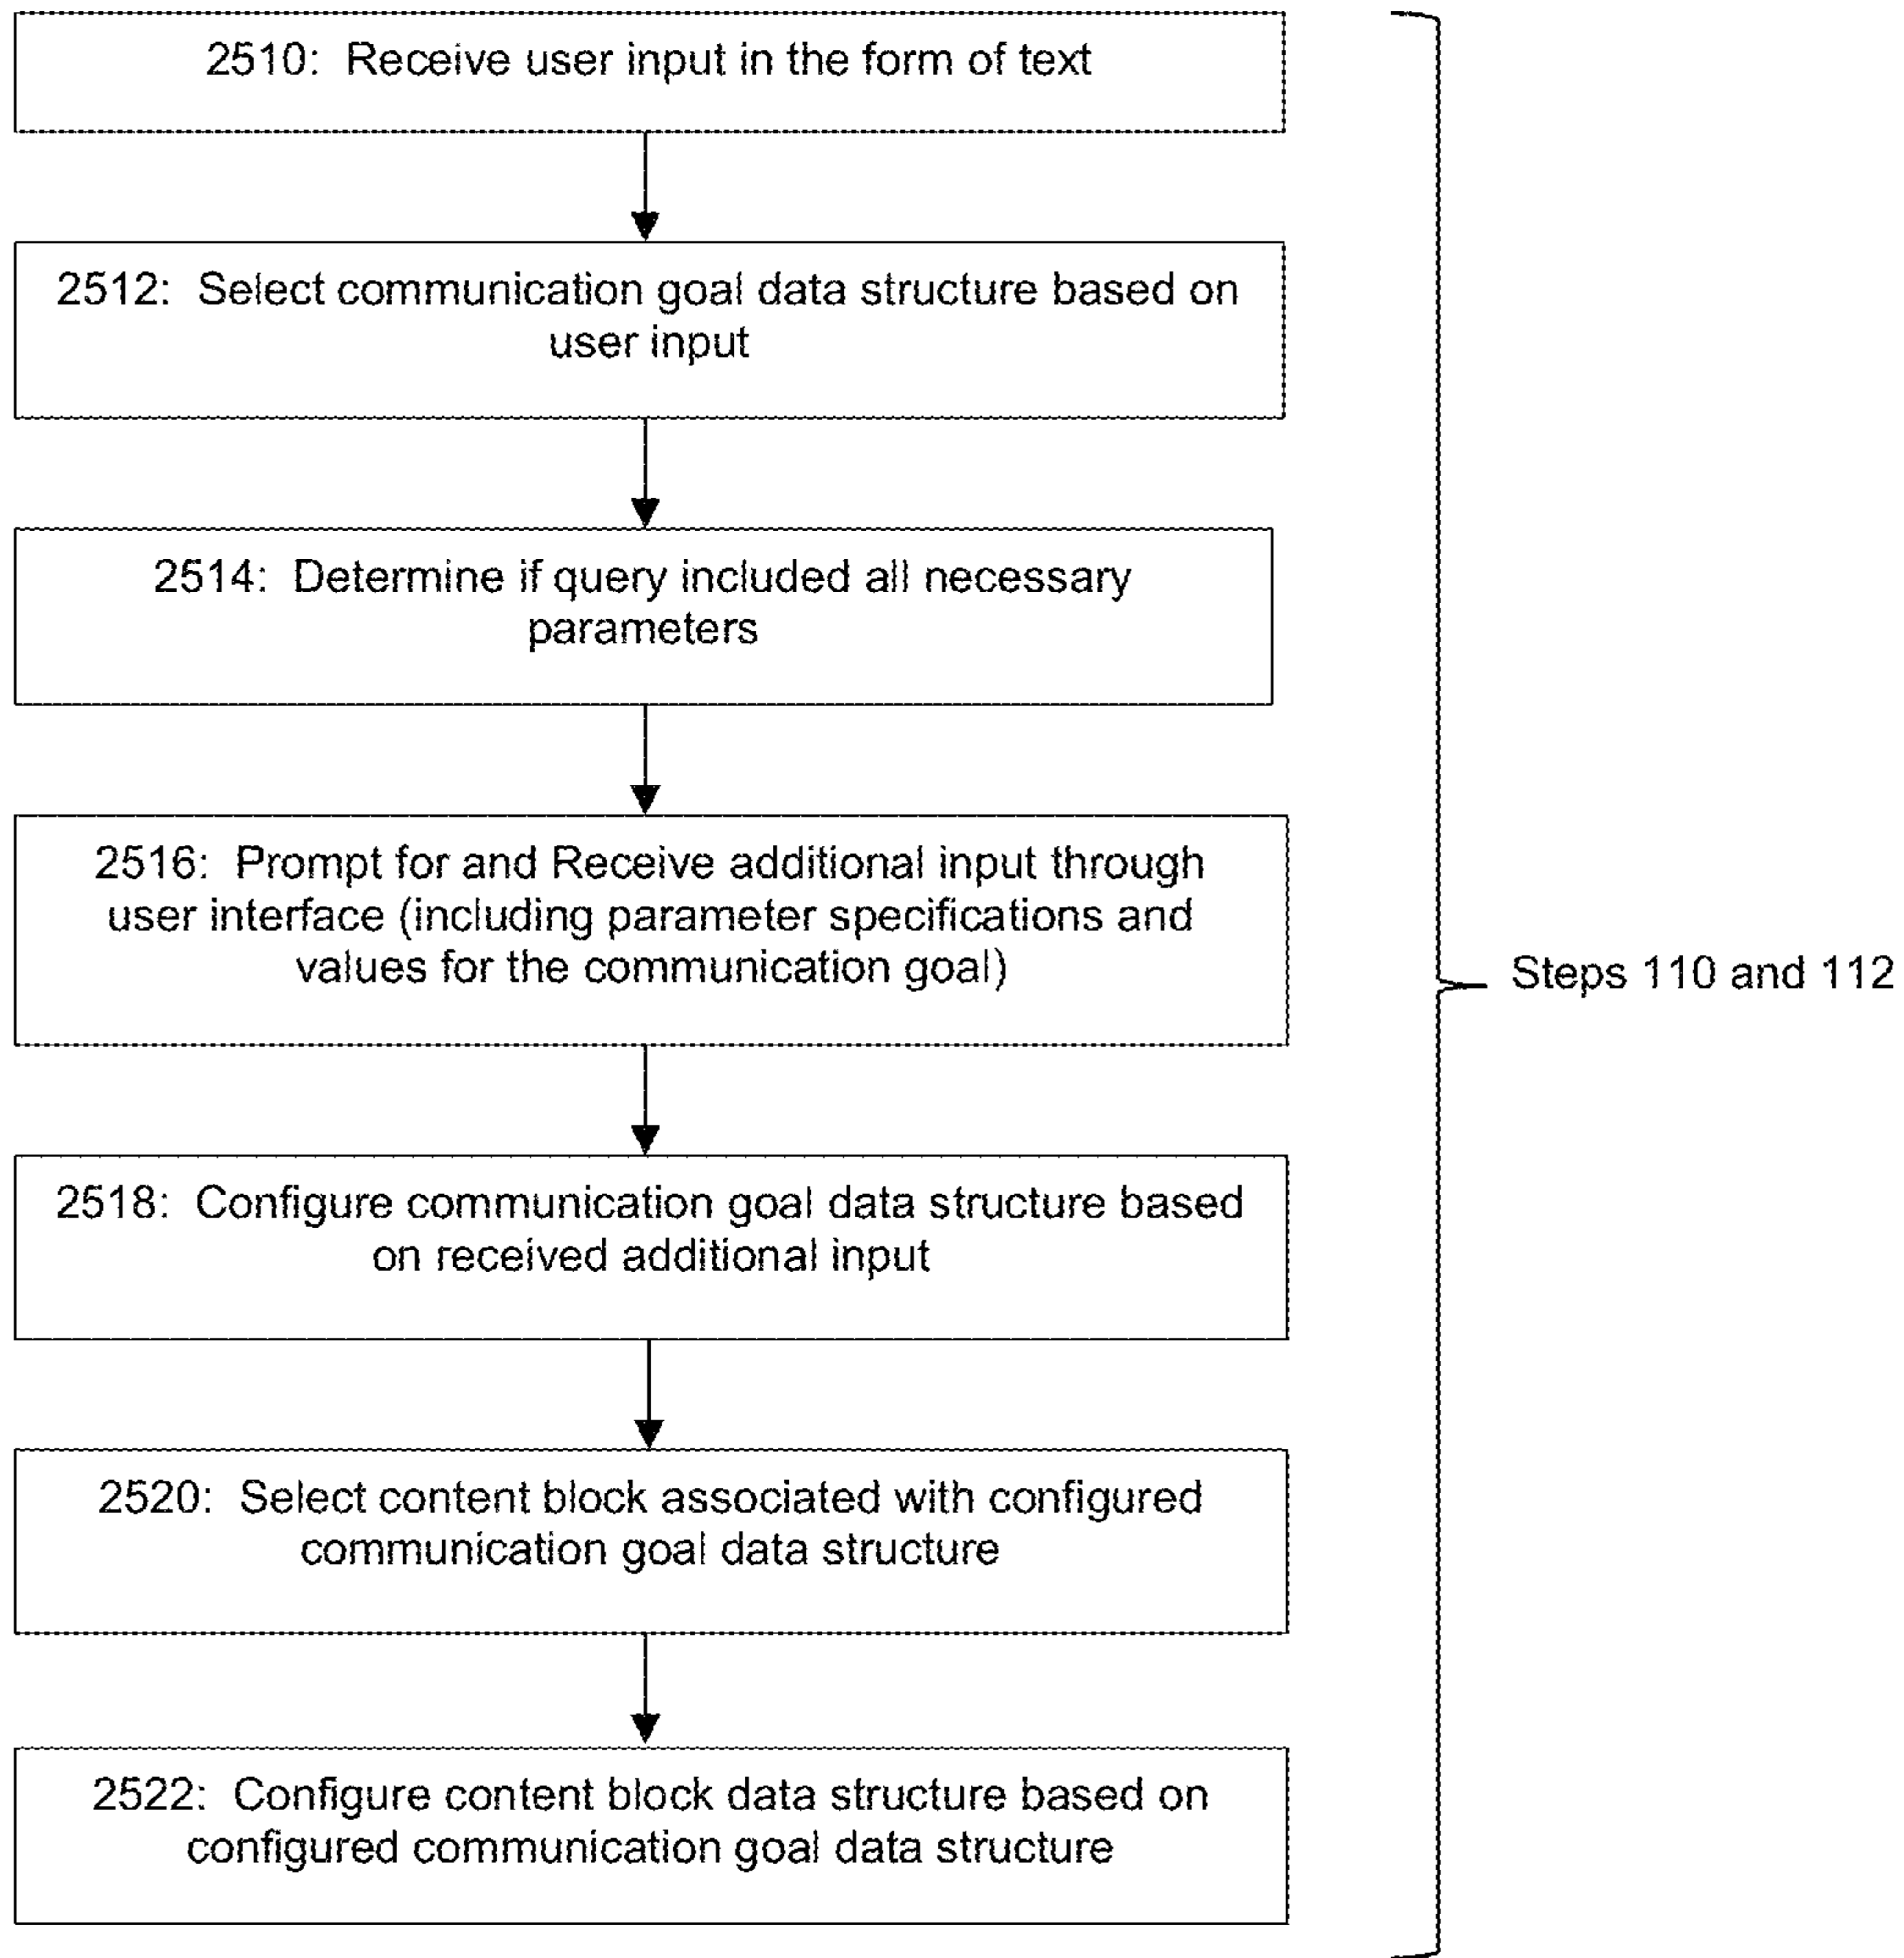 2510: Receive user input in the form of text
2512: Select communication goal data structure based on
user input
2514: Determine if query included all necessary
parameters
2516: Prompt for and Receive additional input through
user interface (including parameter specifications and
values for the communication goal)
Steps 110 and 112
2518: Configure communication goal data structure based
on received additional input
2520: Select content block associated with configured
communication goal data structure
2522: Configure content block data structure based on
configured communication goal data structure